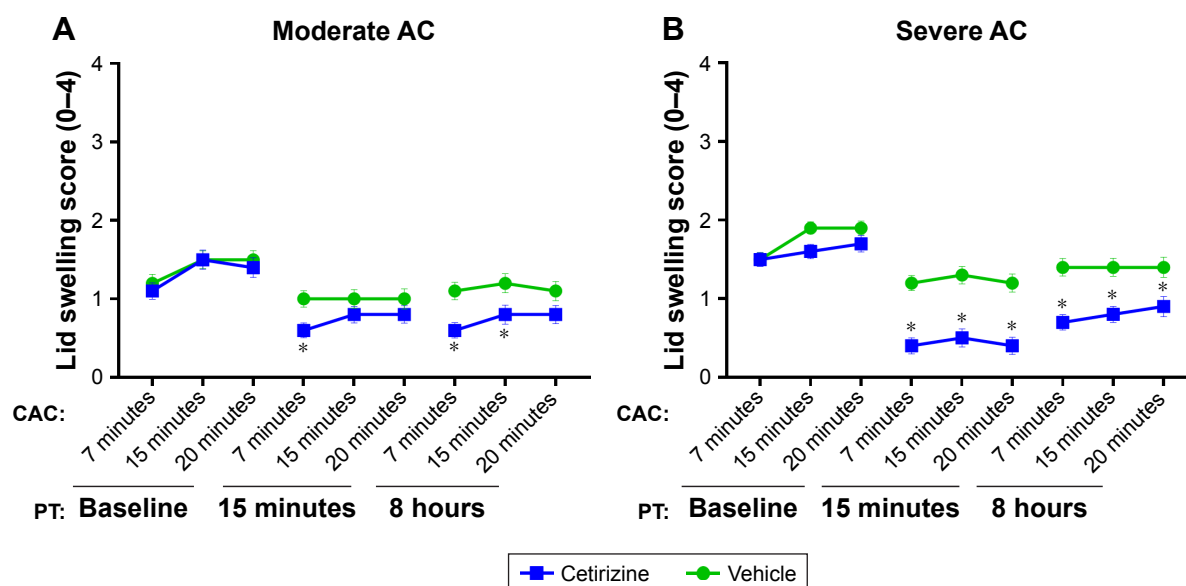 A
Moderate AC
Lid swelling score (0–4)
4
3
2
1
0
CAC:
7 minutes
15 minutes
20 minutes
7 minutes
15 minutes
20 minutes
7 minutes
15 minutes
20 minutes
PT: Baseline 15 minutes 8 hours
*
*
*
B
Severe AC
Lid swelling score (0–4)
4
3
2
1
0
CAC:
7 minutes
15 minutes
20 minutes
7 minutes
15 minutes
20 minutes
7 minutes
15 minutes
20 minutes
PT: Baseline 15 minutes 8 hours
*
*
*
*
*
*
Cetirizine Vehicle